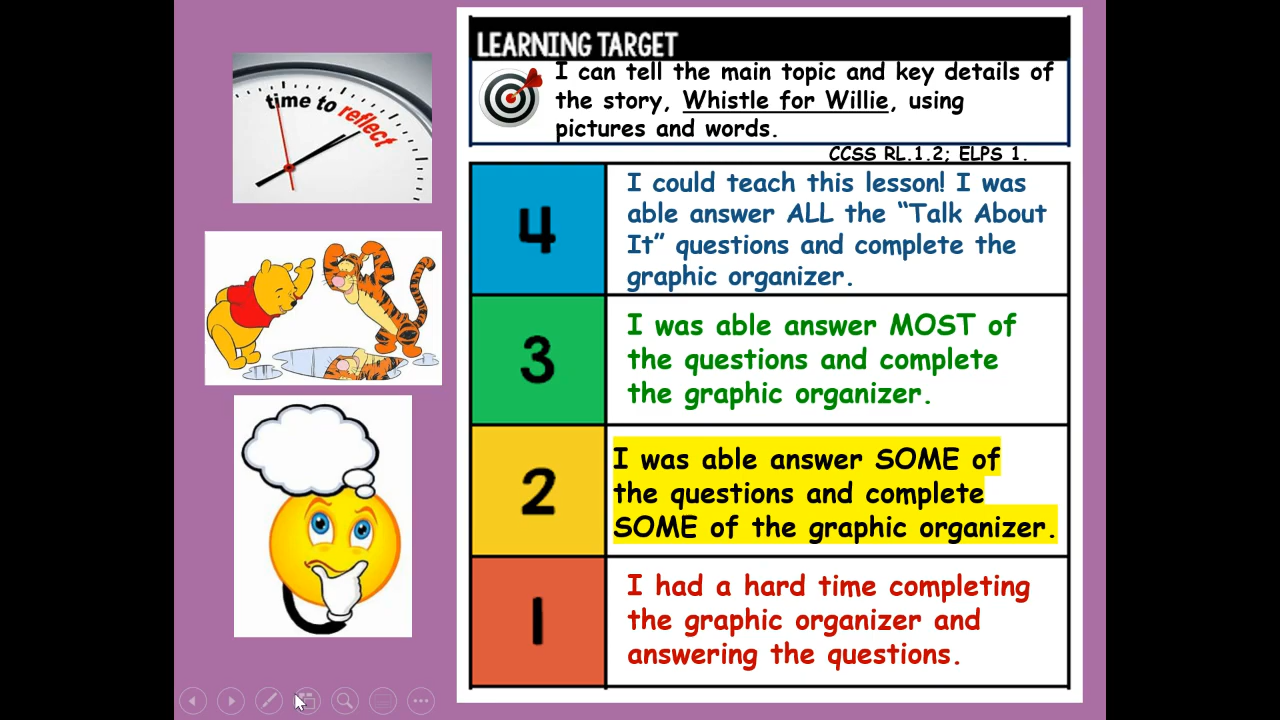 time to reflect
LEARNING TARGET
I can tell the main topic and key details of
the story, Whistle for Willie, using
pictures and words.
CCSS RL.1.2; ELPS 1.
4
I could teach this lesson! I was
able answer ALL the “Talk About
It” questions and complete the
graphic organizer.
3
I was able answer MOST of
the questions and complete
the graphic organizer.
2
I was able answer SOME of
the questions and complete
SOME of the graphic organizer.
1
I had a hard time completing
the graphic organizer and
answering the questions.